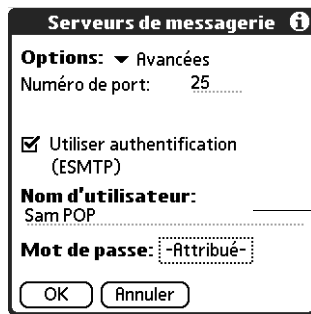 Serveurs de messagerie i
Options: Avancées
Numéro de port: 25
Utiliser authentification
(ESMTP)
Nom d'utilisateur:
Sam POP
Mot de passe: -Attribué-
OK Annuler